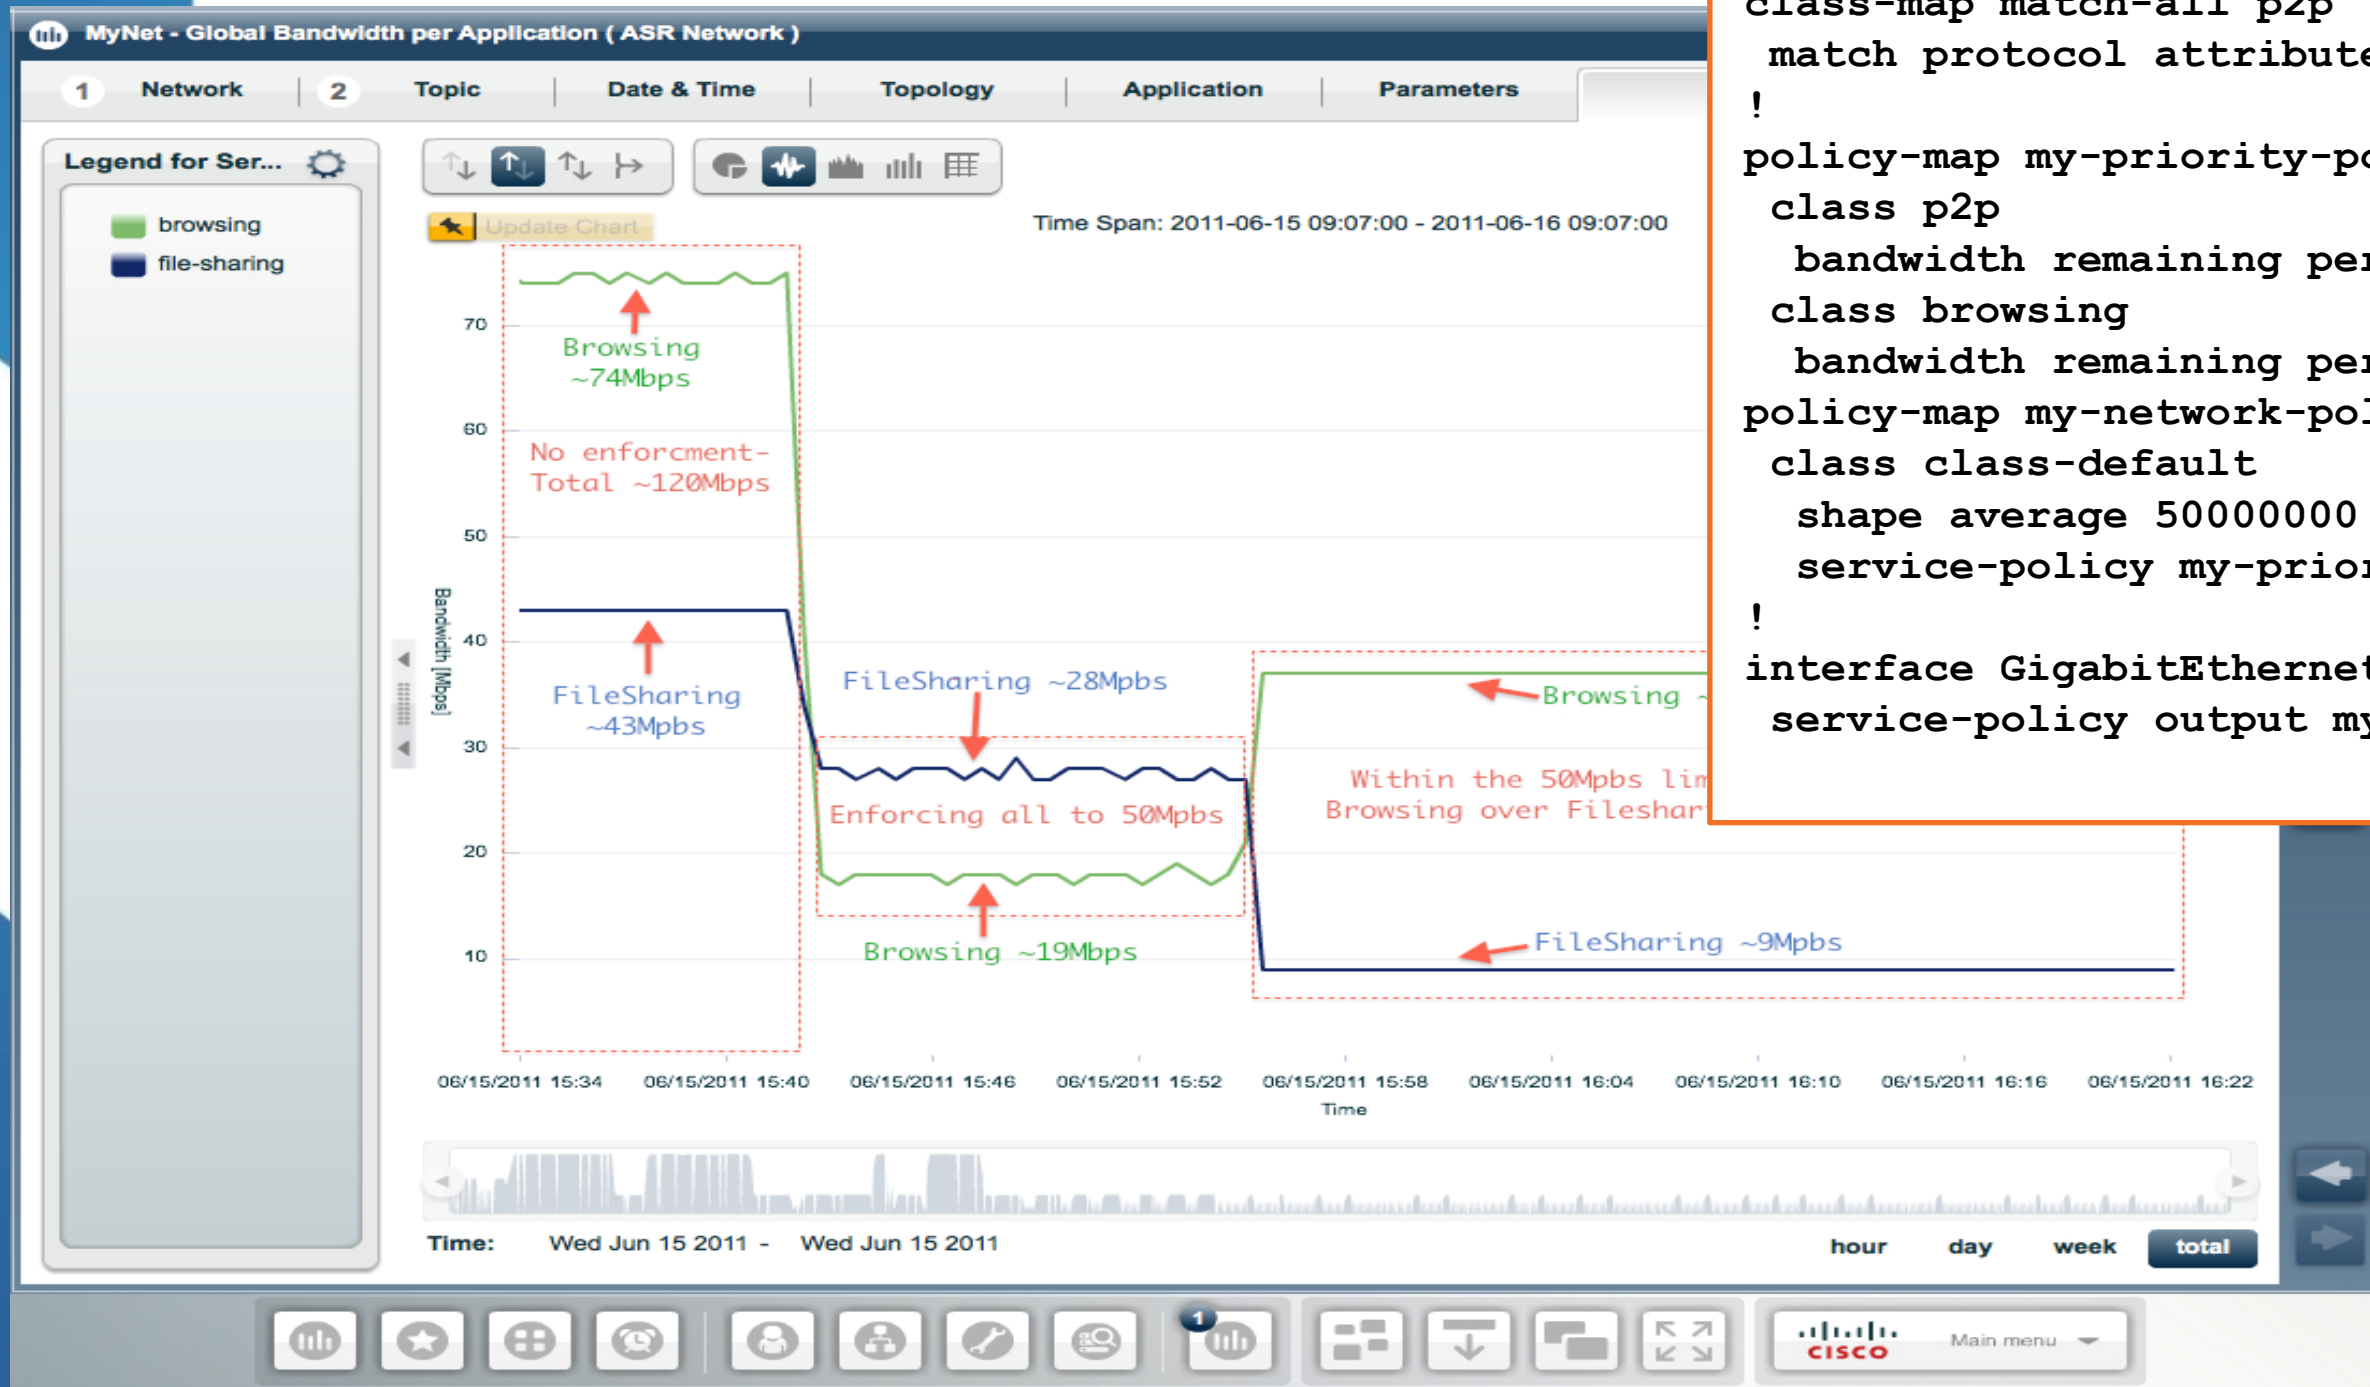 MyNet - Global Bandwidth per Application ( ASR Network )
1 Network 2 Topic Date & Time Topology Application Parameters
Legend for Ser...
browsing
file-sharing
Update Chart
Time Span: 2011-06-15 09:07:00 - 2011-06-16 09:07:00
Bandwidth [Mbps]
70
60
50
40
30
20
10
Browsing
~74Mbps
No enforcment-
Total ~120Mbps
FileSharing
~43Mpbs
FileSharing ~28Mpbs
Enforcing all to 50Mpbs
Browsing ~19Mbps
Browsing ~
Within the 50Mpbs lim
Browsing over Fileshar
FileSharing ~9Mpbs
06/15/2011 15:34 06/15/2011 15:40 06/15/2011 15:46 06/15/2011 15:52 06/15/2011 15:58 06/15/2011 16:04 06/15/2011 16:10 06/15/2011 16:16 06/15/2011 16:22
Time
Time: Wed Jun 15 2011 - Wed Jun 15 2011
hour day week total
class-map match-all p2p
match protocol attribute
!
policy-map my-priority-po
class p2p
bandwidth remaining per
class browsing
bandwidth remaining per
policy-map my-network-pol
class class-default
shape average 50000000
service-policy my-prior
!
interface GigabitEthernet
service-policy output my
1
CISCO
Main menu